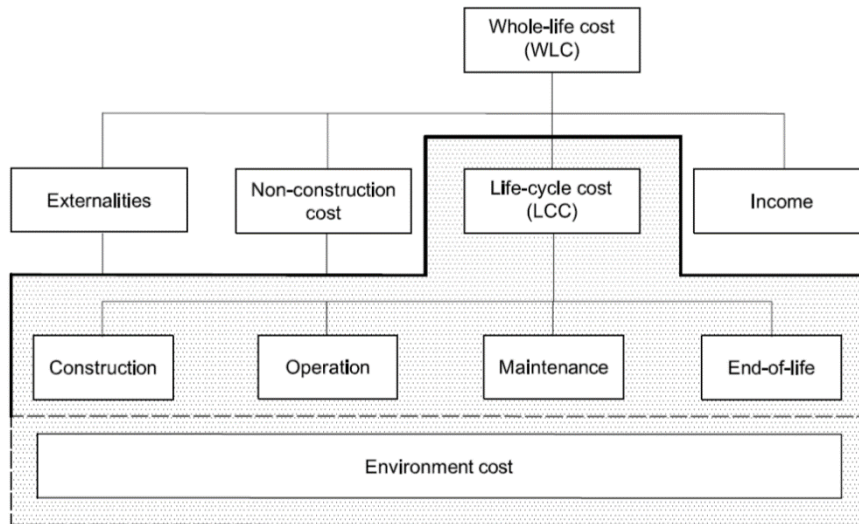 Whole-life cost
(WLC)
Externalities
Non-construction
cost
Life-cycle cost
(LCC)
Income
Construction
Operation
Maintenance
End-of-life
Environment cost